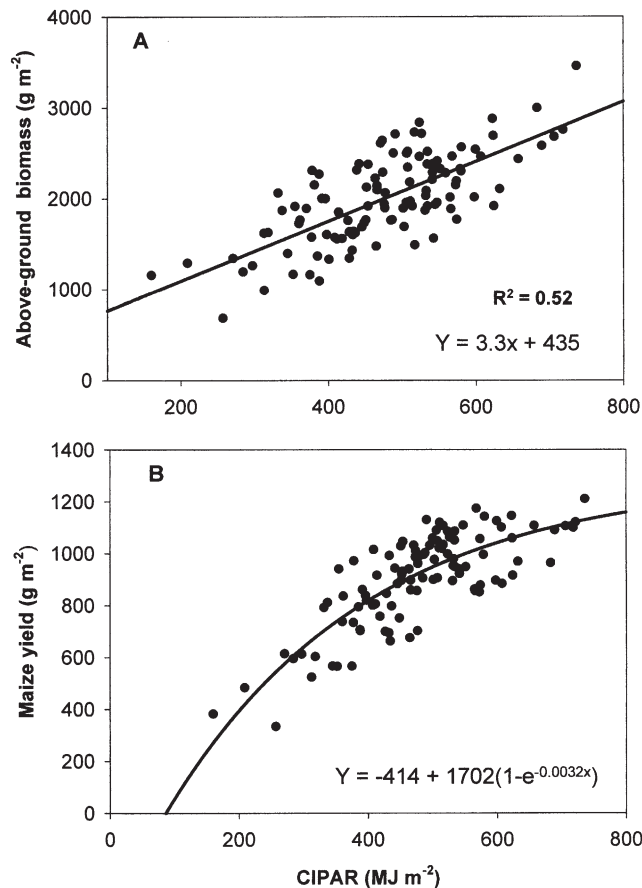 4000
A
3000
2000
1000
0
Above-ground biomass (g m⁻²)
R² = 0.52
Y = 3.3x + 435
200
400
600
800
1400
B
1200
1000
800
600
400
200
0
Maize yield (g m⁻²)
Y = -414 + 1702(1-e⁻⁰·⁰⁰³²ˣ)
0
200
400
600
800
CIPAR (MJ m⁻²)